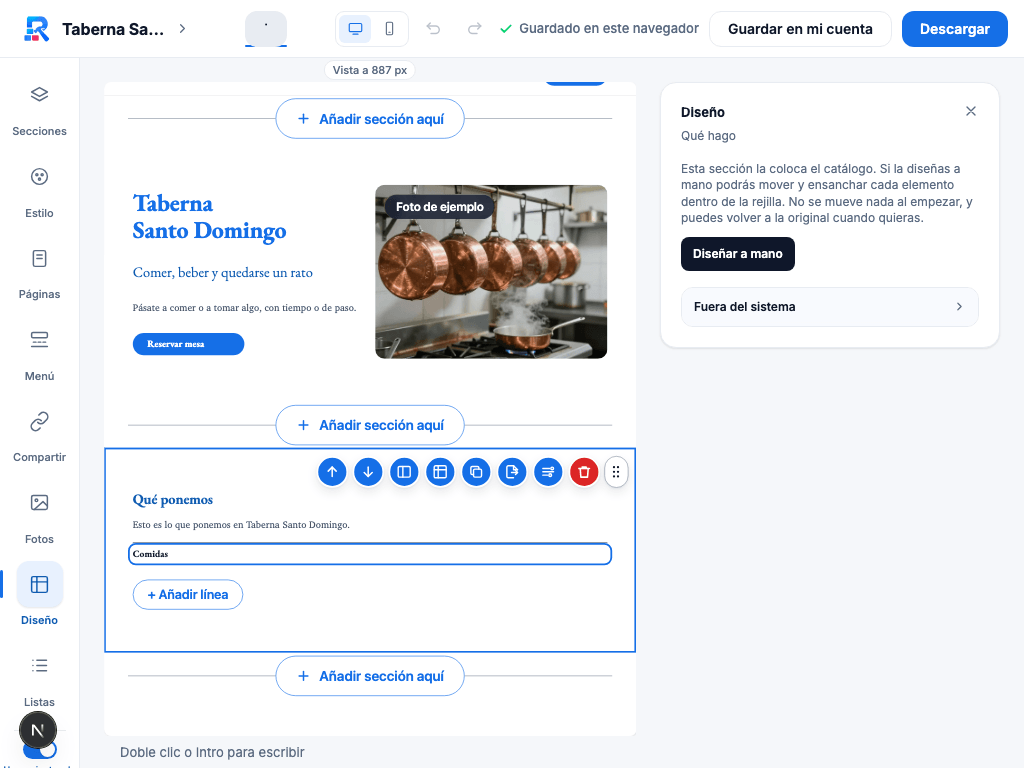 Taberna Sa...
Guardado en este navegador
Guardar en mi cuenta
Descargar
Vista a 887 px
Secciones
Estilo
Páginas
Menú
Compartir
Fotos
Diseño
Listas
N
+ Añadir sección aquí
Taberna
Santo Domingo
Comer, beber y quedarse un rato
Pásate a comer o a tomar algo, con tiempo o de paso.
Reservar mesa
Foto de ejemplo
+ Añadir sección aquí
Qué ponemos
Esto es lo que ponemos en Taberna Santo Domingo.
Comidas
+ Añadir línea
+ Añadir sección aquí
Doble clic o Intro para escribir
Diseño
Qué hago
Esta sección la coloca el catálogo. Si la diseñas a
mano podrás mover y ensanchar cada elemento
dentro de la rejilla. No se mueve nada al empezar, y
puedes volver a la original cuando quieras.
Diseñar a mano
Fuera del sistema